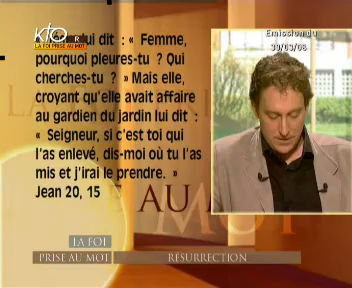 KTO
LA FOI PRISE AU MOT
lui dit : « Femme,
pourquoi pleures-tu ? Qui
cherches-tu ? » Mais elle,
croyant qu'elle avait affaire
au gardien du jardin lui dit :
« Seigneur, si c'est toi qui
l'as enlevé, dis-moi où tu l'as
mis et j'irai le prendre. »
Jean 20, 15
Emission du
30/03/08
E AU M
MOT
LA FOI
PRISE AU MOT
RÉSURRECTION